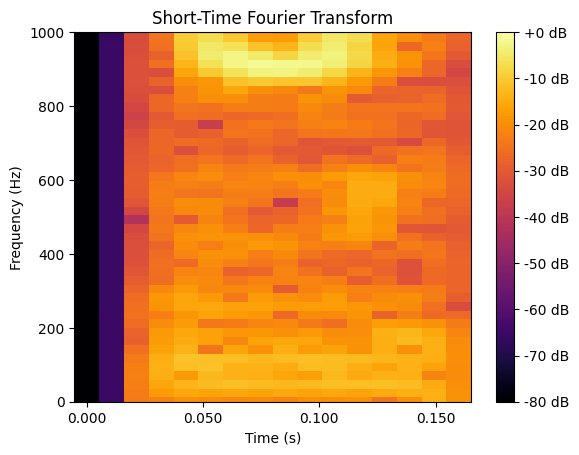 Short-Time Fourier Transform
1000
800
600
400
200
0
Frequency (Hz)
0.000
0.050
0.100
0.150
Time (s)
+0 dB
-10 dB
-20 dB
-30 dB
-40 dB
-50 dB
-60 dB
-70 dB
-80 dB